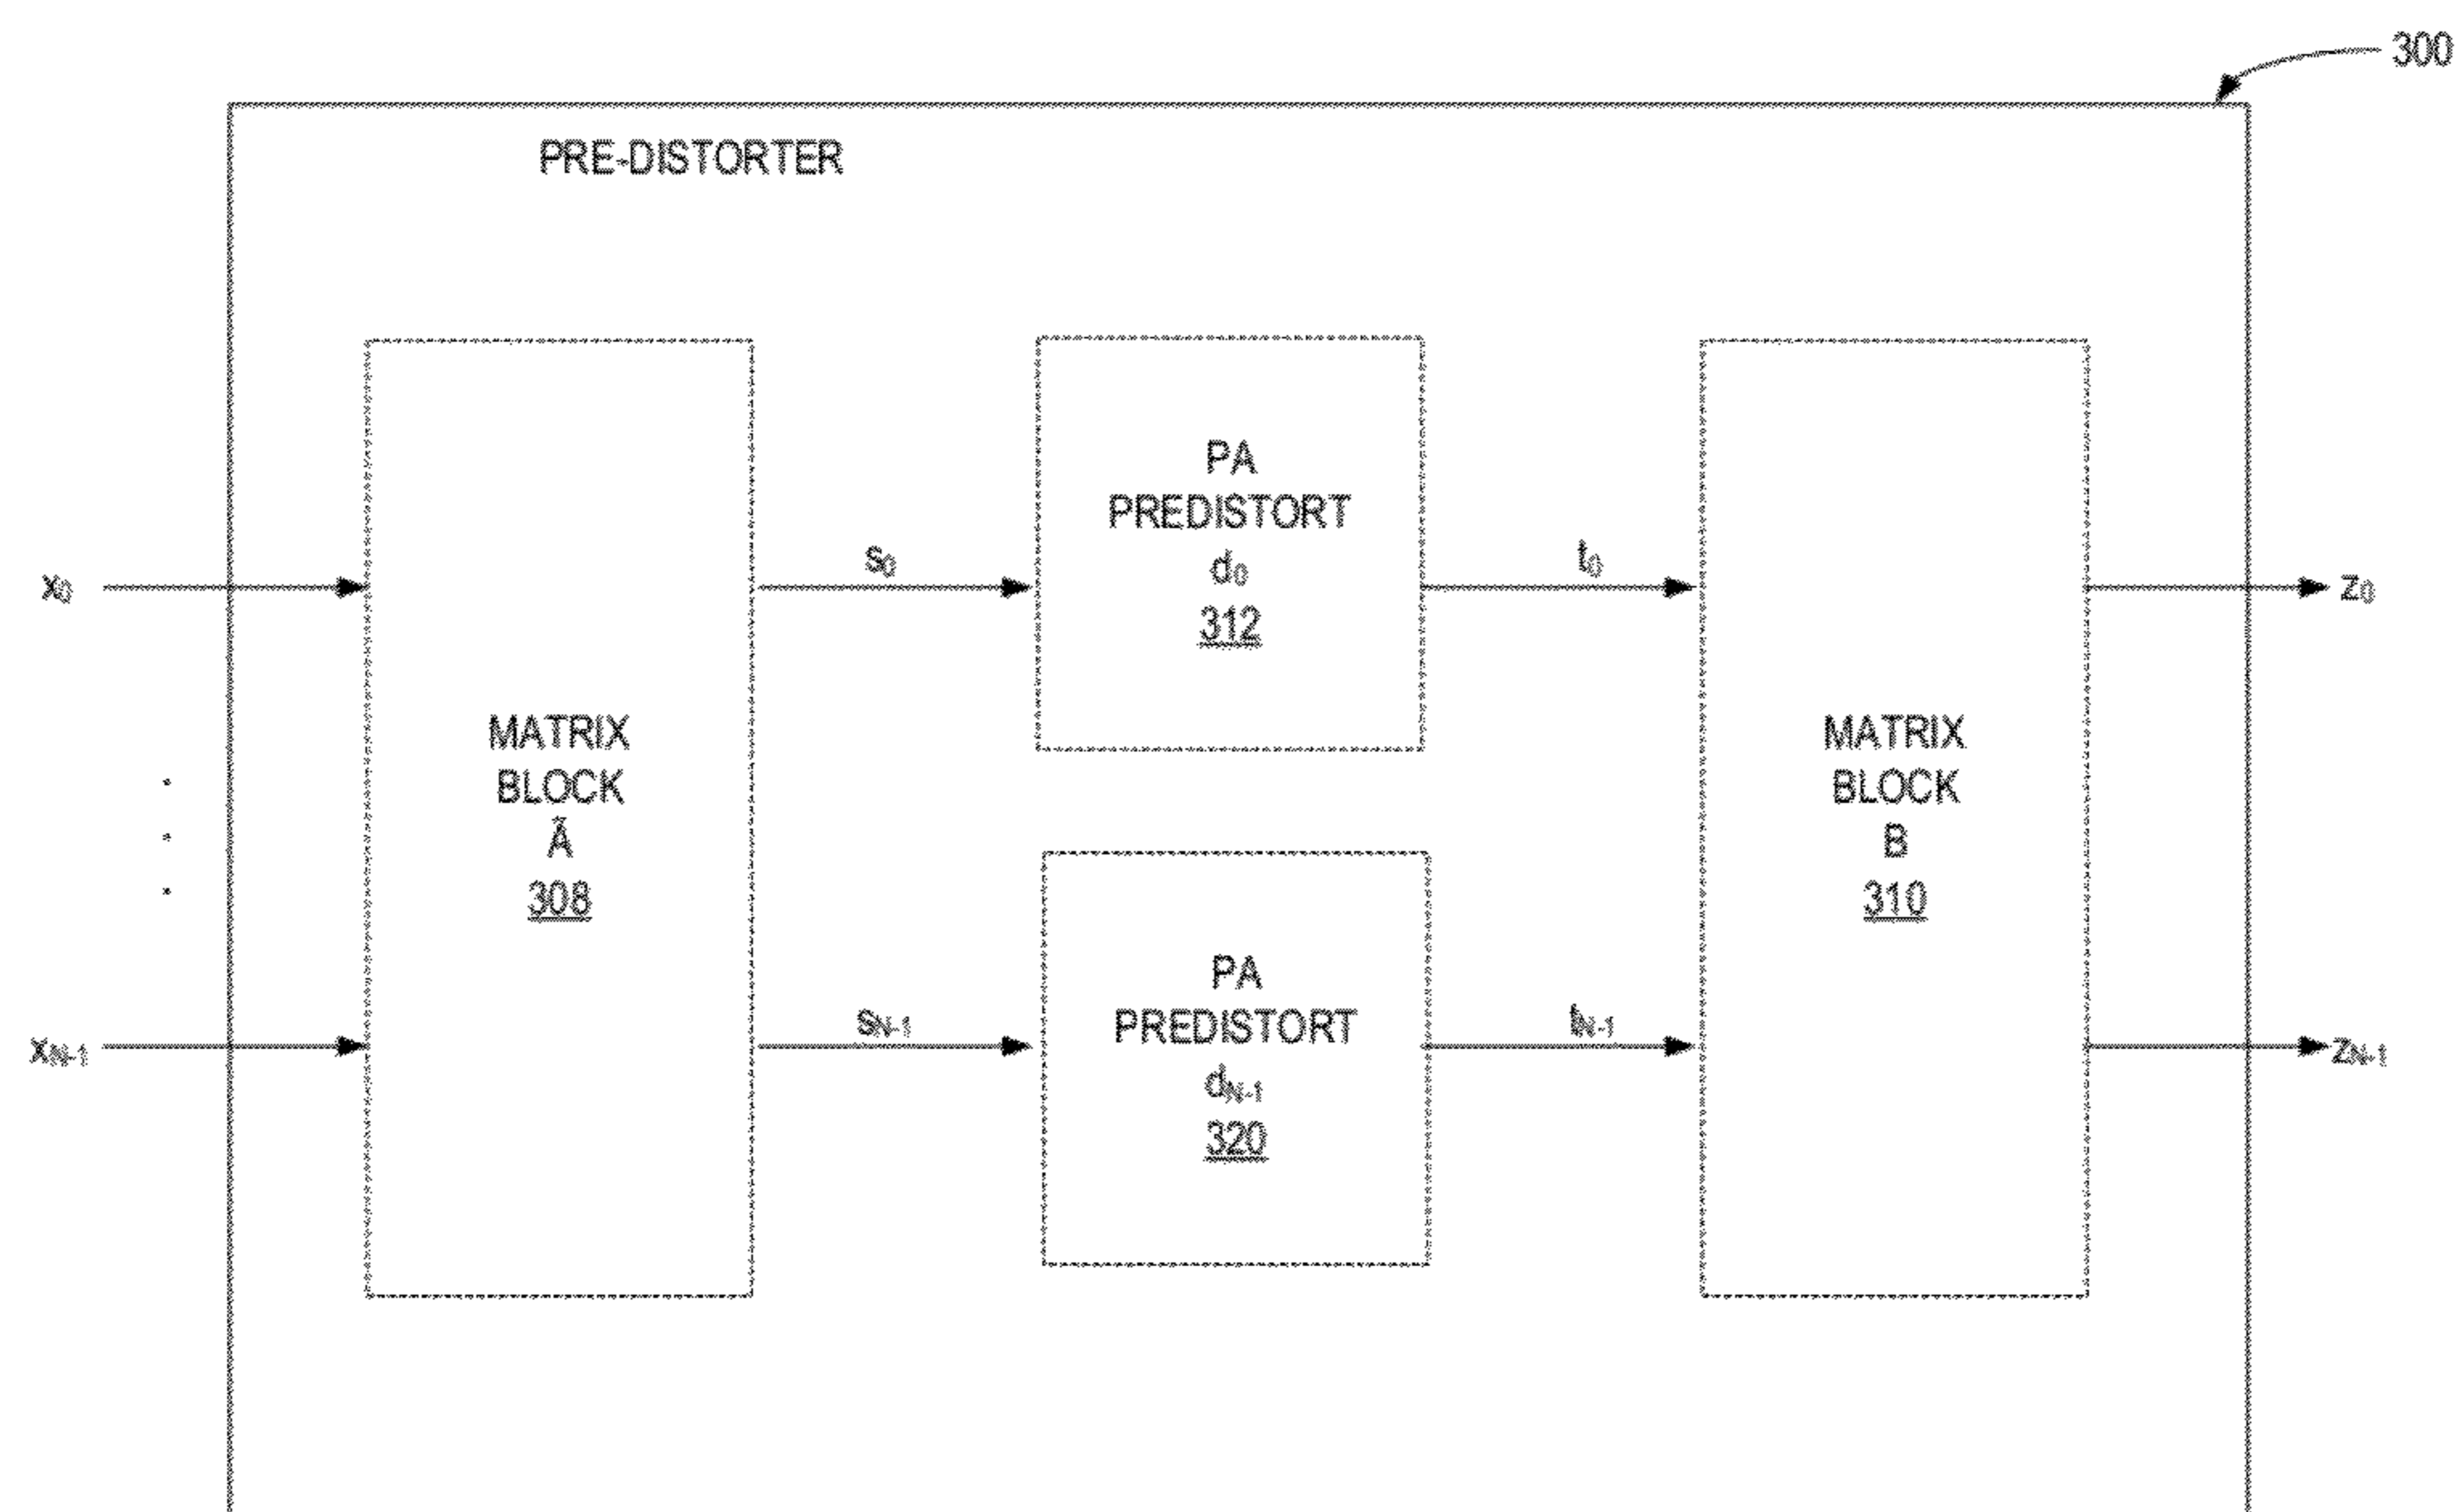 300
PRE-DISTORTER
x0
xN-1
MATRIX
BLOCK
Ã
308
s0
sN-1
PA
PREDISTORT
d0
312
PA
PREDISTORT
dN-1
320
t0
tN-1
MATRIX
BLOCK
B
310
z0
zN-1